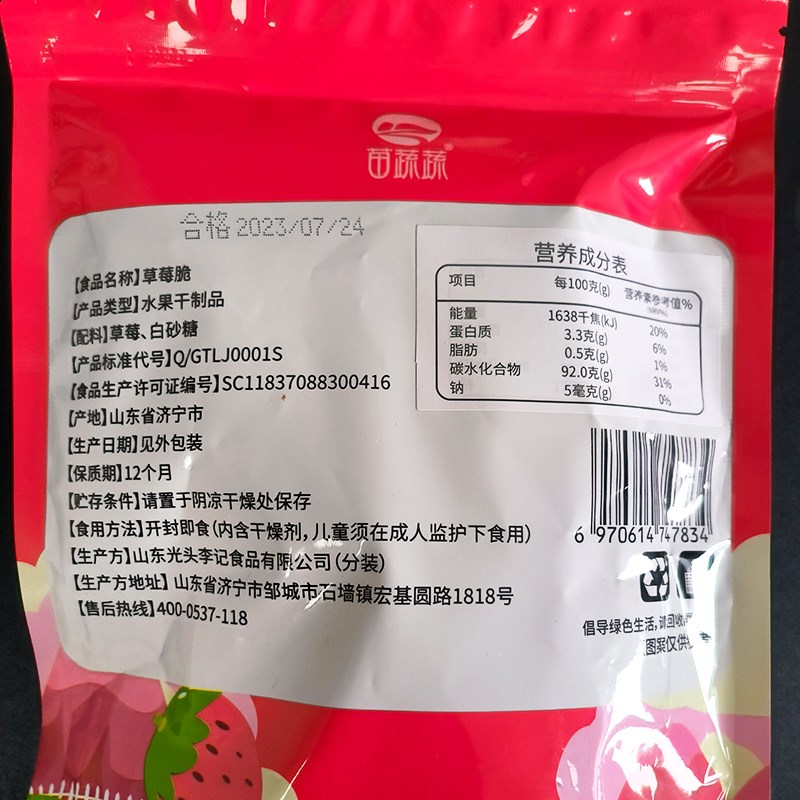 苗蔬蔬®
合格 2023/07/24
【食品名称】草莓脆
【产品类型】水果干制品
【配料】草莓、白砂糖
【产品标准代号】Q/GTLJ0001S
【食品生产许可证编号】SC11837088300416
【产地】山东省济宁市
【生产日期】见外包装
【保质期】12个月
【贮存条件】请置于阴凉干燥处保存
【食用方法】开封即食(内含干燥剂,儿童须在成人监护下食用)
【生产方】山东光头李记食品有限公司(分装)
【生产方地址】山东省济宁市邹城市石墙镇宏基圆路1818号
【售后热线】400-0537-118
营养成分表
项目 每100克(g) 营养素参考值%
(NRV%)
能量 1638千焦(kJ) 20%
蛋白质 3.3克(g) 6%
脂肪 0.5克(g) 1%
碳水化合物 92.0克(g) 31%
钠 5毫克(g) 0%
6 970614 747834
倡导绿色生活,请回收
图案仅供